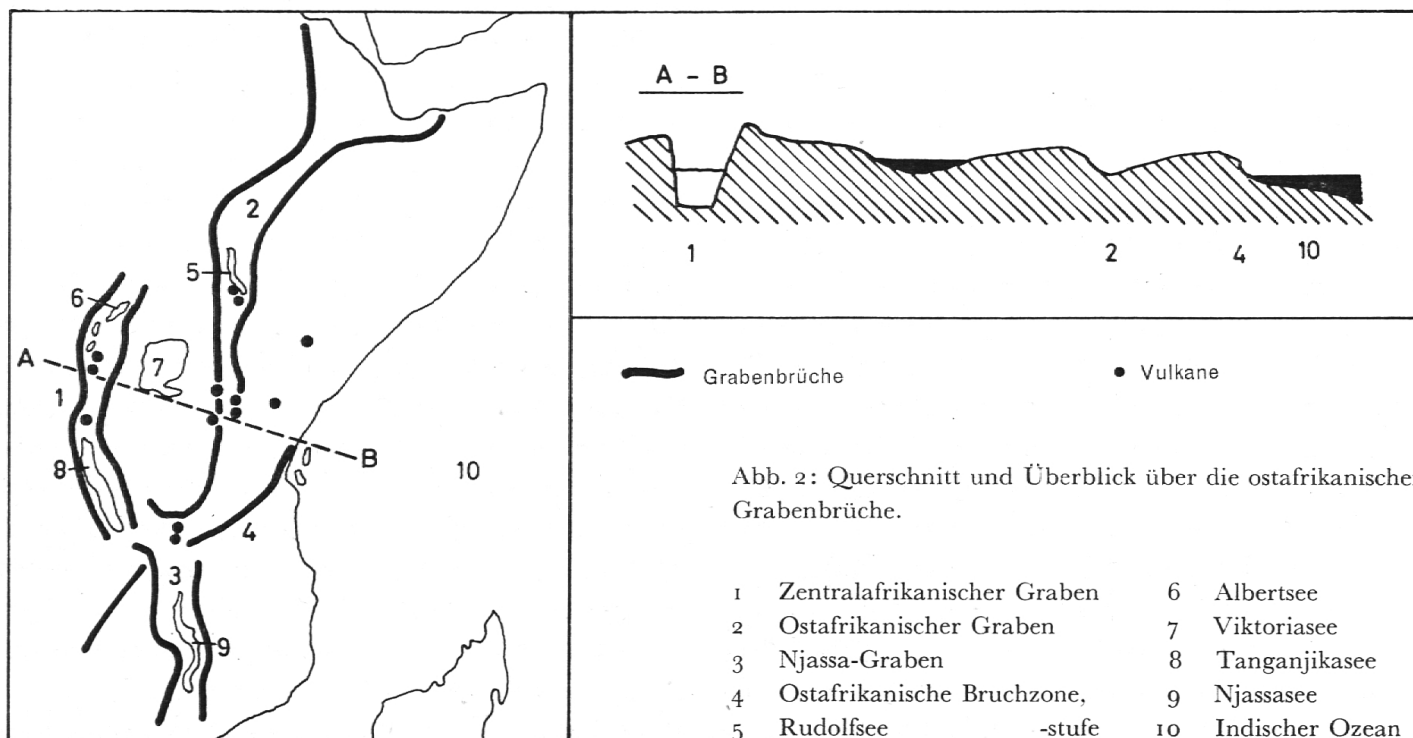 A – B
1 2 4 10
2
5
6
A
7
1
B
8
10
4
3
9
Grabenbrüche Vulkane
Abb. 2: Querschnitt und Überblick über die ostafrikanische
Grabenbrüche.
1 Zentralafrikanischer Graben
2 Ostafrikanischer Graben
3 Njassa-Graben
4 Ostafrikanische Bruchzone,
5 Rudolfsee -stufe
6 Albertsee
7 Viktoriasee
8 Tanganjikasee
9 Njassasee
10 Indischer Ozean